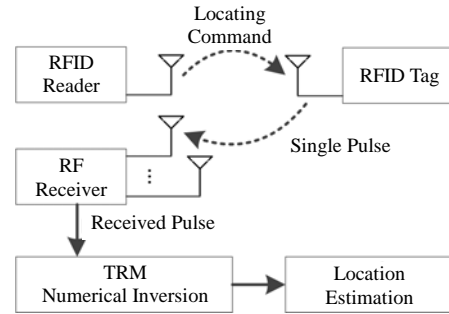 Locating
Command
RFID
Reader
RFID Tag
Single Pulse
RF
Receiver
Received Pulse
TRM
Numerical Inversion
Location
Estimation